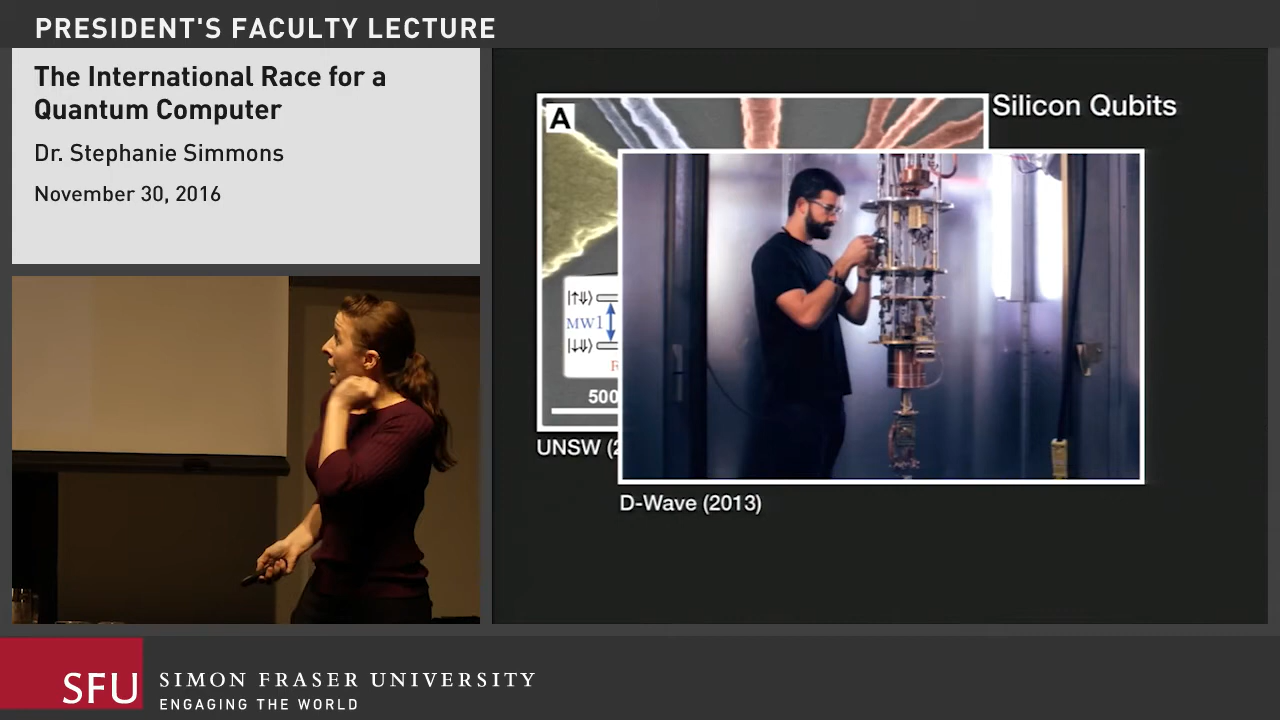 PRESIDENT'S FACULTY LECTURE
The International Race for a
Quantum Computer
Dr. Stephanie Simmons
November 30, 2016
A
Silicon Qubits
|↑⇓⟩
MW1
|↓⇓⟩
R
500
UNSW (2
D-Wave (2013)
SFU
SIMON FRASER UNIVERSITY
ENGAGING THE WORLD